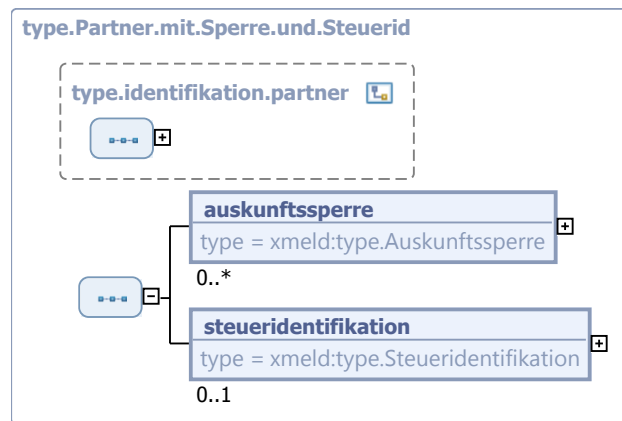 type.Partner.mit.Sperre.und.Steuerid
type.identifikation.partner
auskunftssperre
type = xmeld:type.Auskunftssperre
0..*
steueridentifikation
type = xmeld:type.Steueridentifikation
0..1